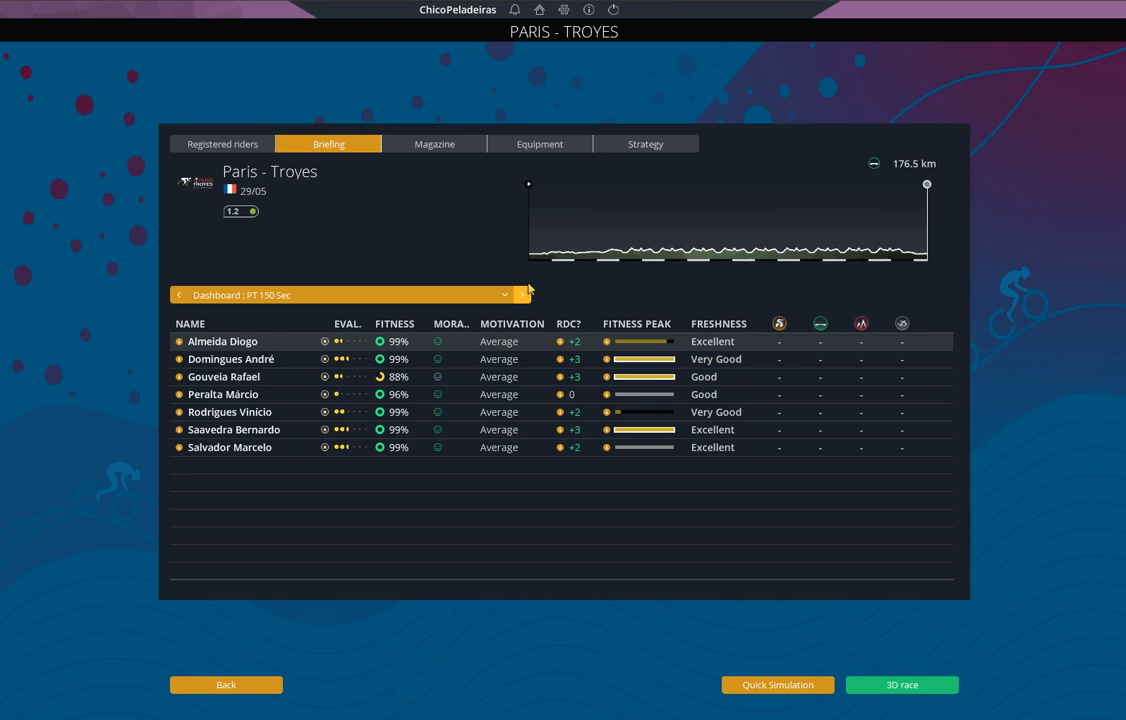 ChicoPeladeiras
PARIS - TROYES
Registered riders Briefing Magazine Equipment Strategy
Paris - Troyes
29/05
1.2
176.5 km
Dashboard : PT 150 Sec
NAME EVAL. FITNESS MORA.. MOTIVATION RDC? FITNESS PEAK FRESHNESS
Almeida Diogo 99% Average +2 Excellent - - - -
Domingues André 99% Average +3 Very Good - - - -
Gouveia Rafael 88% Average +3 Good - - - -
Peralta Márcio 96% Average 0 Good - - - -
Rodrigues Vinício 99% Average +2 Very Good - - - -
Saavedra Bernardo 99% Average +3 Excellent - - - -
Salvador Marcelo 99% Average +2 Excellent - - - -
Back Quick Simulation 3D race